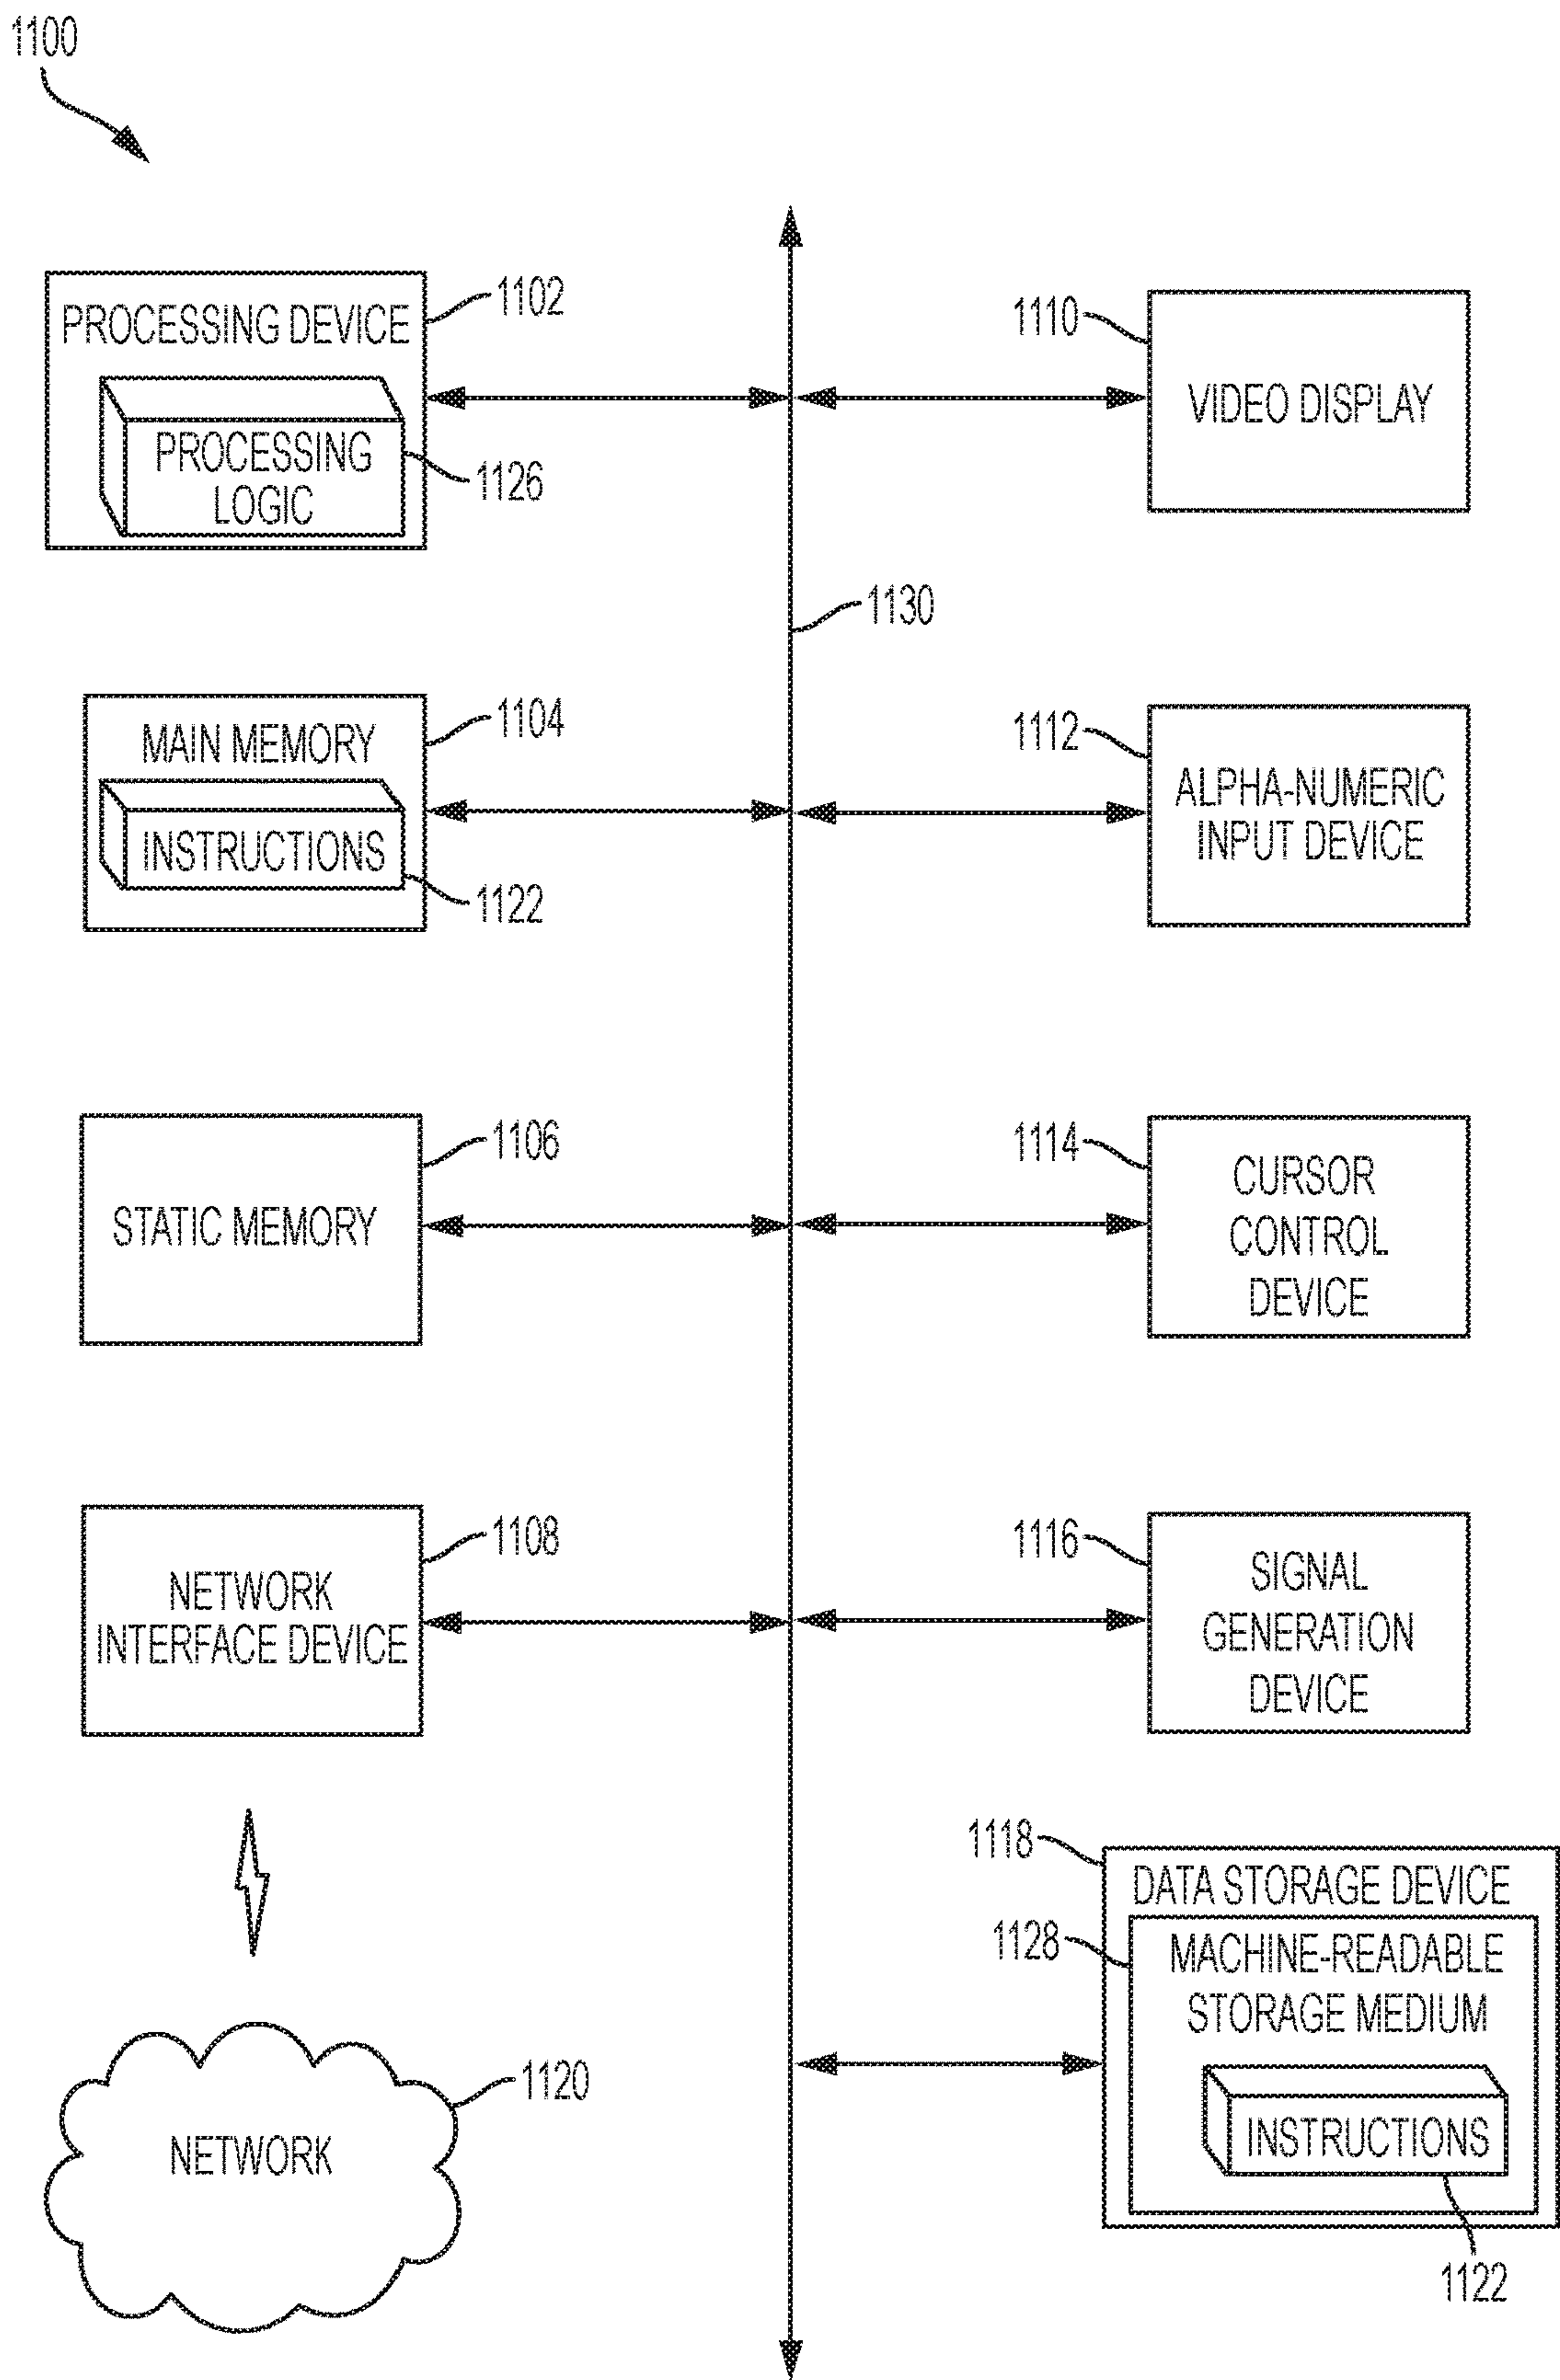 1100
PROCESSING DEVICE
1102
PROCESSING
LOGIC
1126
1110
VIDEO DISPLAY
1130
MAIN MEMORY
1104
INSTRUCTIONS
1122
1112
ALPHA-NUMERIC
INPUT DEVICE
STATIC MEMORY
1106
1114
CURSOR
CONTROL
DEVICE
NETWORK
INTERFACE DEVICE
1108
1116
SIGNAL
GENERATION
DEVICE
NETWORK
1120
1118
DATA STORAGE DEVICE
1128
MACHINE-READABLE
STORAGE MEDIUM
INSTRUCTIONS
1122